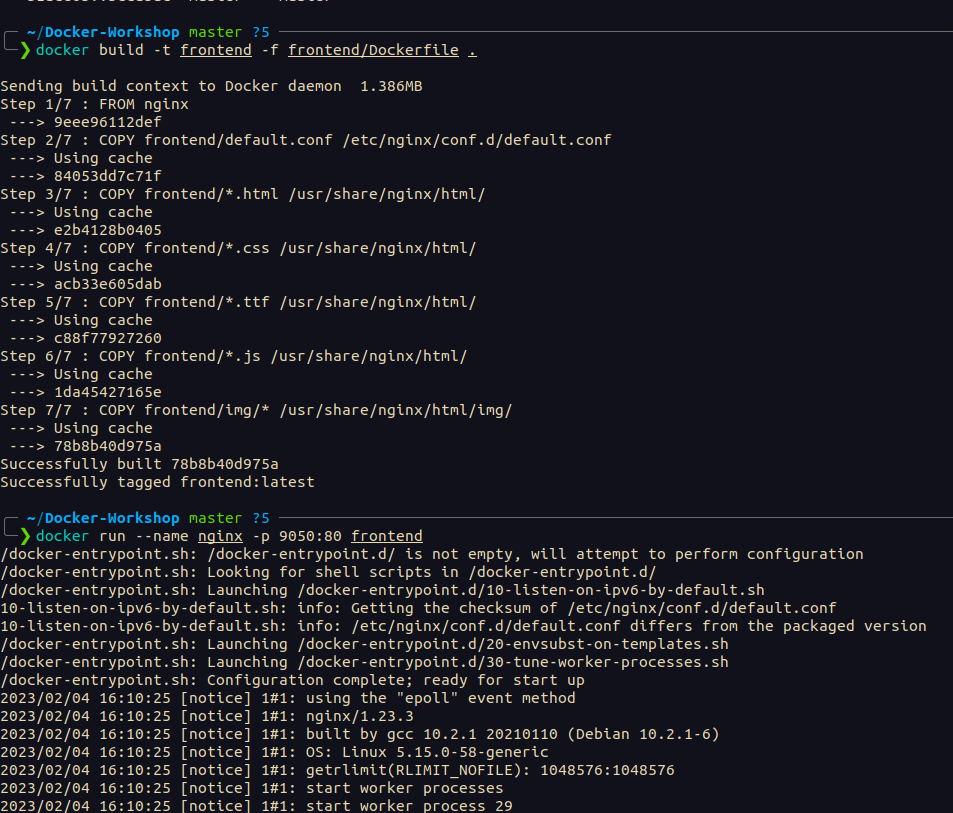 ~/Docker-Workshop master ?5
❯ docker build -t frontend -f frontend/Dockerfile .
Sending build context to Docker daemon  1.386MB
Step 1/7 : FROM nginx
 ---> 9eee96112def
Step 2/7 : COPY frontend/default.conf /etc/nginx/conf.d/default.conf
 ---> Using cache
 ---> 84053dd7c71f
Step 3/7 : COPY frontend/*.html /usr/share/nginx/html/
 ---> Using cache
 ---> e2b4128b0405
Step 4/7 : COPY frontend/*.css /usr/share/nginx/html/
 ---> Using cache
 ---> acb33e605dab
Step 5/7 : COPY frontend/*.ttf /usr/share/nginx/html/
 ---> Using cache
 ---> c88f77927260
Step 6/7 : COPY frontend/*.js /usr/share/nginx/html/
 ---> Using cache
 ---> 1da45427165e
Step 7/7 : COPY frontend/img/* /usr/share/nginx/html/img/
 ---> Using cache
 ---> 78b8b40d975a
Successfully built 78b8b40d975a
Successfully tagged frontend:latest
~/Docker-Workshop master ?5
❯ docker run --name nginx -p 9050:80 frontend
/docker-entrypoint.sh: /docker-entrypoint.d/ is not empty, will attempt to perform configuration
/docker-entrypoint.sh: Looking for shell scripts in /docker-entrypoint.d/
/docker-entrypoint.sh: Launching /docker-entrypoint.d/10-listen-on-ipv6-by-default.sh
10-listen-on-ipv6-by-default.sh: info: Getting the checksum of /etc/nginx/conf.d/default.conf
10-listen-on-ipv6-by-default.sh: info: /etc/nginx/conf.d/default.conf differs from the packaged version
/docker-entrypoint.sh: Launching /docker-entrypoint.d/20-envsubst-on-templates.sh
/docker-entrypoint.sh: Launching /docker-entrypoint.d/30-tune-worker-processes.sh
/docker-entrypoint.sh: Configuration complete; ready for start up
2023/02/04 16:10:25 [notice] 1#1: using the "epoll" event method
2023/02/04 16:10:25 [notice] 1#1: nginx/1.23.3
2023/02/04 16:10:25 [notice] 1#1: built by gcc 10.2.1 20210110 (Debian 10.2.1-6)
2023/02/04 16:10:25 [notice] 1#1: OS: Linux 5.15.0-58-generic
2023/02/04 16:10:25 [notice] 1#1: getrlimit(RLIMIT_NOFILE): 1048576:1048576
2023/02/04 16:10:25 [notice] 1#1: start worker processes
2023/02/04 16:10:25 [notice] 1#1: start worker process 29